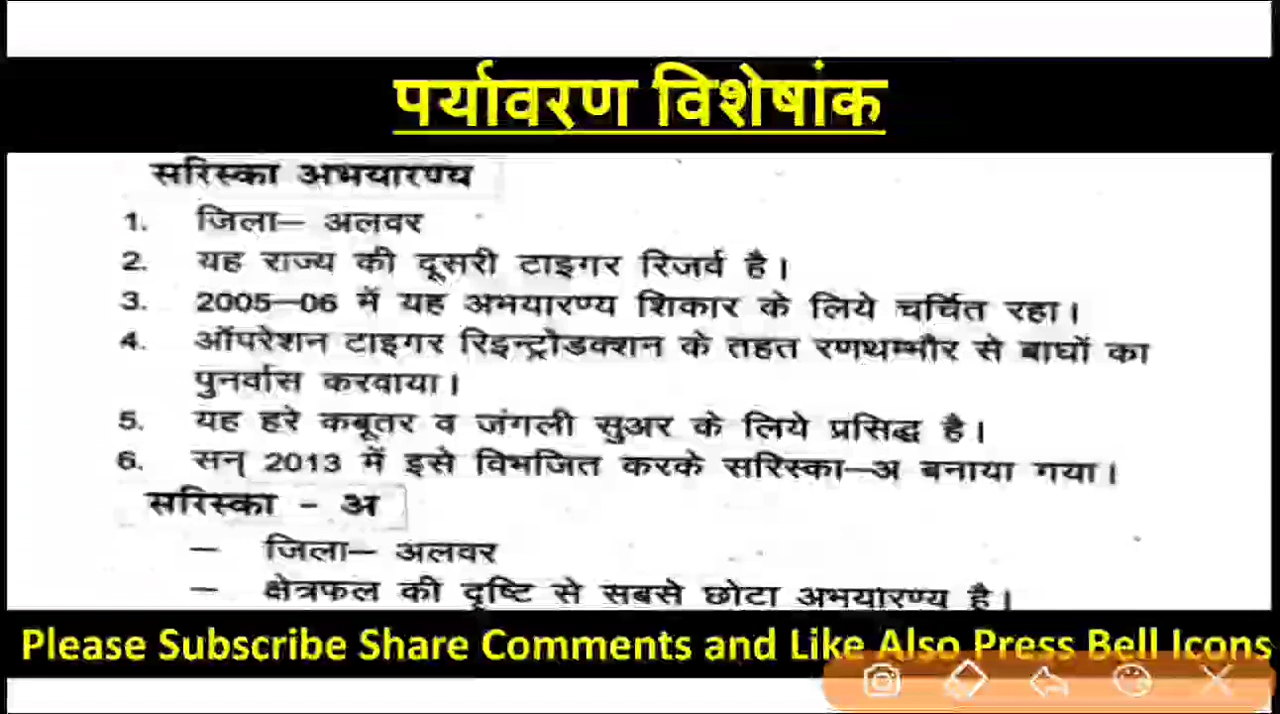 पर्यावरण विशेषांक
सरिस्का अभयारण्य
1. जिला— अलवर
2. यह राज्य की दूसरी टाइगर रिजर्व है।
3. 2005—06 में यह अभयारण्य शिकार के लिये चर्चित रहा।
4. ऑपरेशन टाइगर रिइन्ट्रोडक्शन के तहत रणथम्भौर से बाघों का
पुनर्वास करवाया।
5. यह हरे कबूतर व जंगली सुअर के लिये प्रसिद्ध है।
6. सन् 2013 में इसे विभजित करके सरिस्का—अ बनाया गया।
सरिस्का - अ
— जिला— अलवर
— क्षेत्रफल की दृष्टि से सबसे छोटा अभयारण्य है।
Please Subscribe Share Comments and Like Also Press Bell Icons